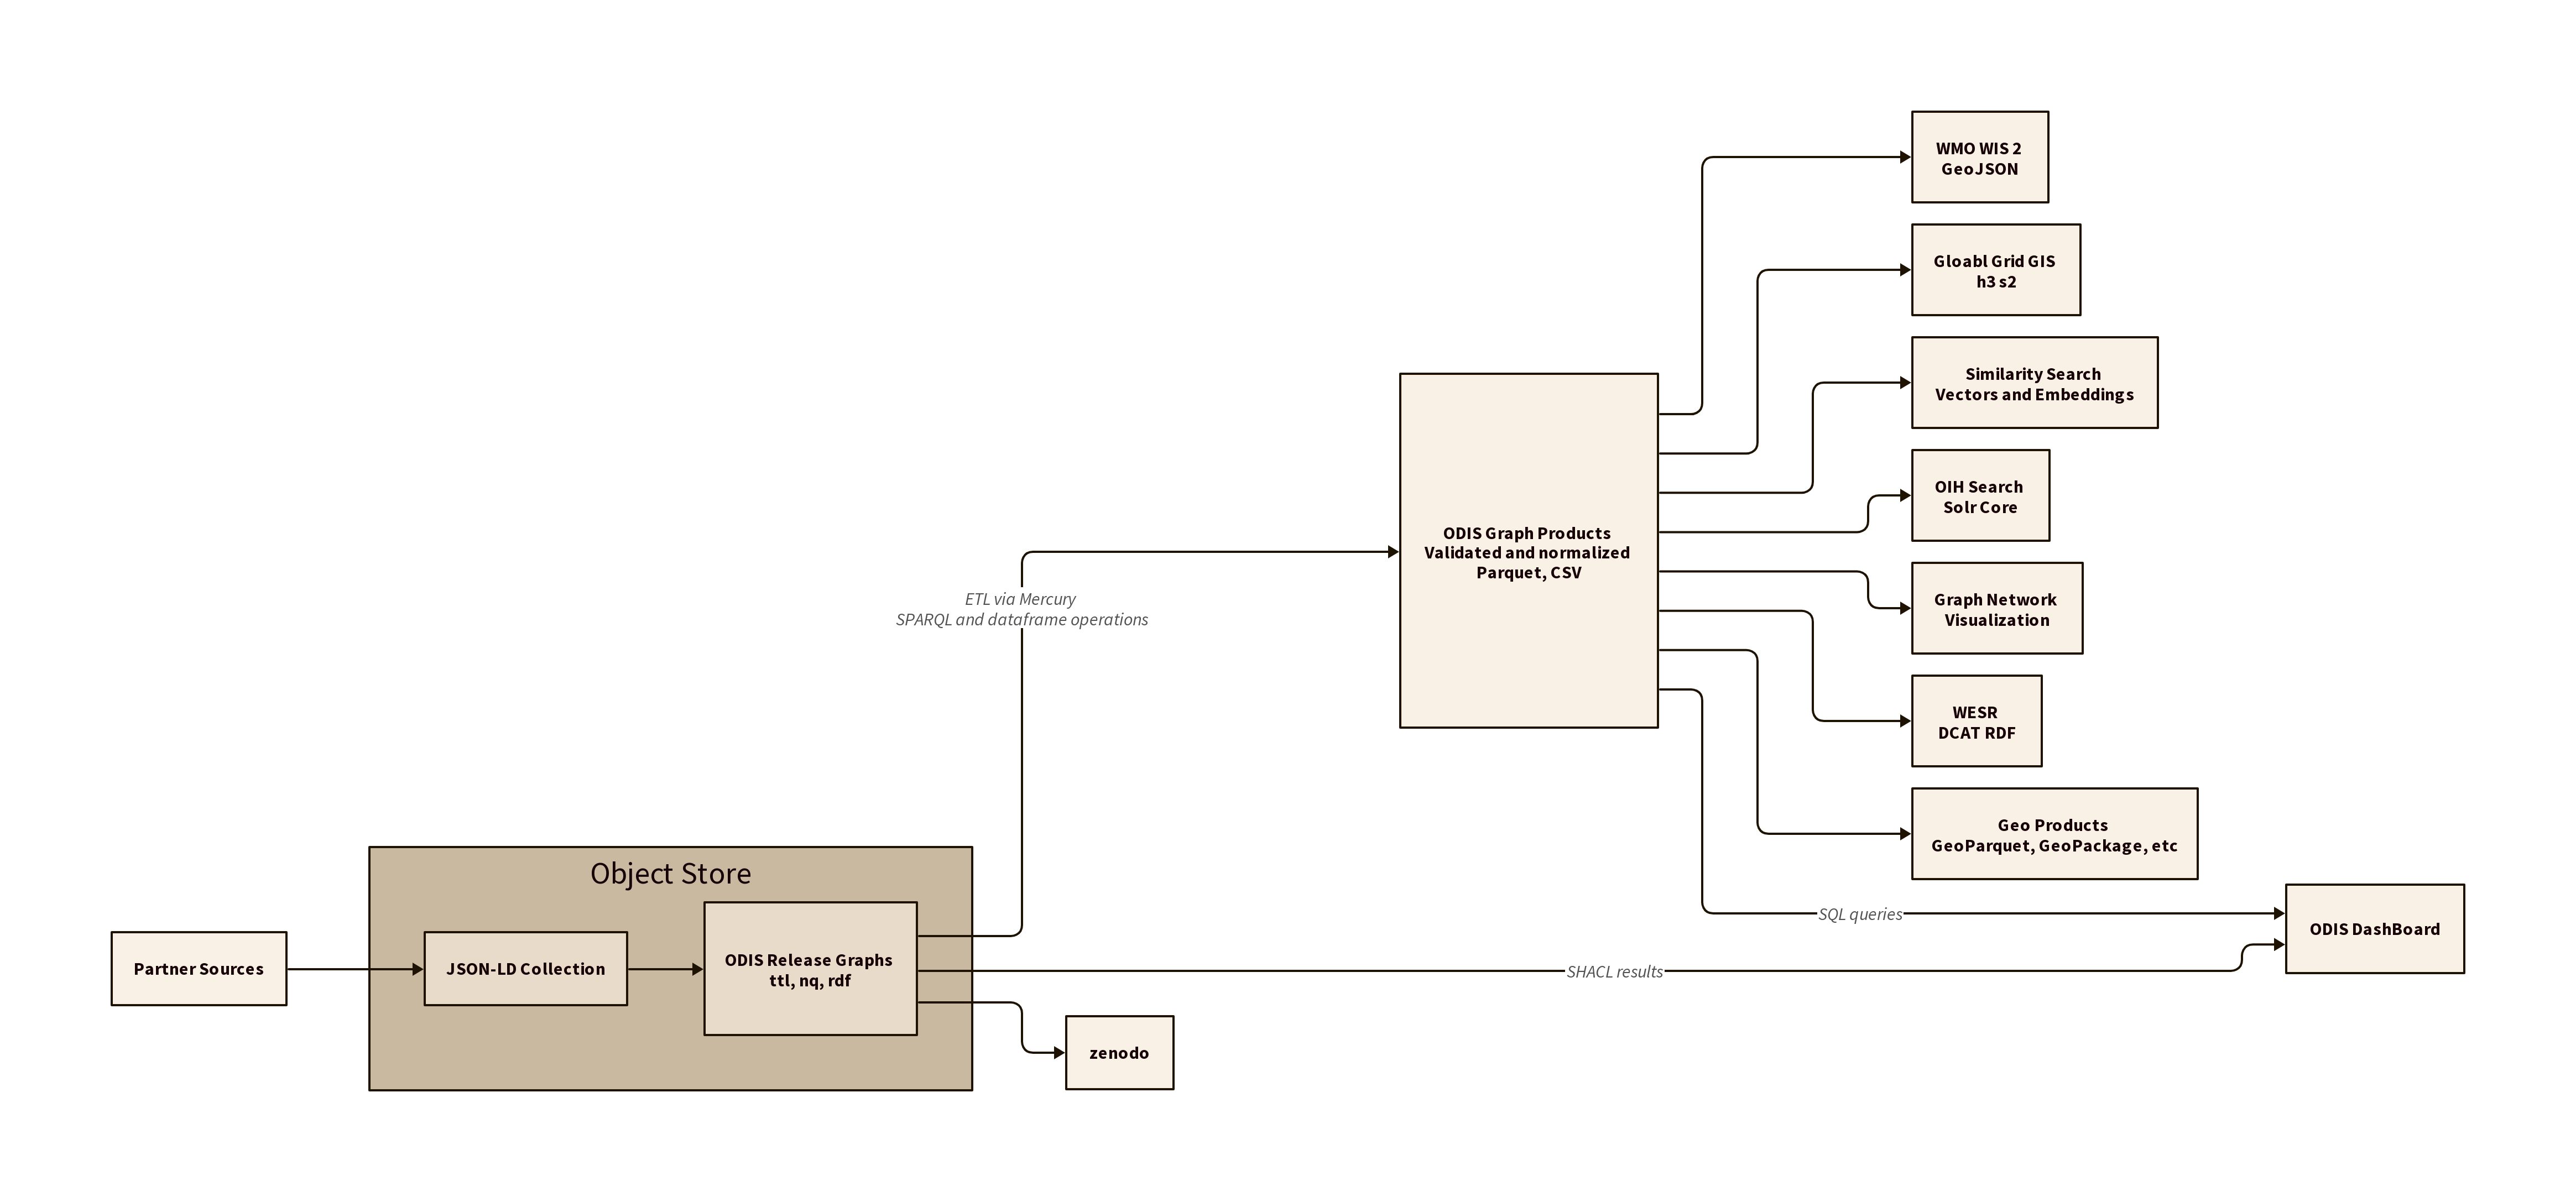 WMO WIS 2
GeoJSON
Gloabl Grid GIS
h3 s2
Similarity Search
Vectors and Embeddings
OIH Search
Solr Core
ODIS Graph Products
Validated and normalized
Parquet, CSV
ETL via Mercury
SPARQL and dataframe operations
Graph Network
Visualization
WESR
DCAT RDF
Geo Products
GeoParquet, GeoPackage, etc
Object Store
Partner Sources
JSON-LD Collection
ODIS Release Graphs
ttl, nq, rdf
SQL queries
SHACL results
ODIS DashBoard
zenodo